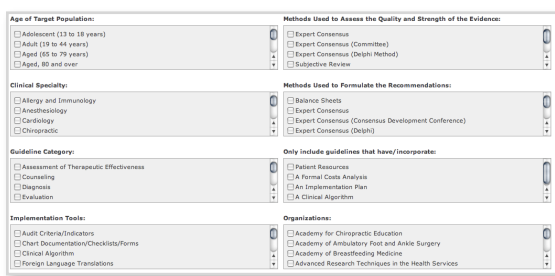 Age of Target Population:
Adolescent (13 to 18 years)
Adult (19 to 44 years)
Aged (65 to 79 years)
Aged, 80 and over
Methods Used to Assess the Quality and Strength of the Evidence:
Expert Consensus
Expert Consensus (Committee)
Expert Consensus (Delphi Method)
Subjective Review
Clinical Specialty:
Allergy and Immunology
Anesthesiology
Cardiology
Chiropractic
Methods Used to Formulate the Recommendations:
Balance Sheets
Expert Consensus
Expert Consensus (Consensus Development Conference)
Expert Consensus (Delphi)
Guideline Category:
Assessment of Therapeutic Effectiveness
Counseling
Diagnosis
Evaluation
Only include guidelines that have/incorporate:
Patient Resources
A Formal Costs Analysis
An Implementation Plan
A Clinical Algorithm
Implementation Tools:
Audit Criteria/Indicators
Chart Documentation/Checklists/Forms
Clinical Algorithm
Foreign Language Translations
Organizations:
Academy for Chiropractic Education
Academy of Ambulatory Foot and Ankle Surgery
Academy of Breastfeeding Medicine
Advanced Research Techniques in the Health Services